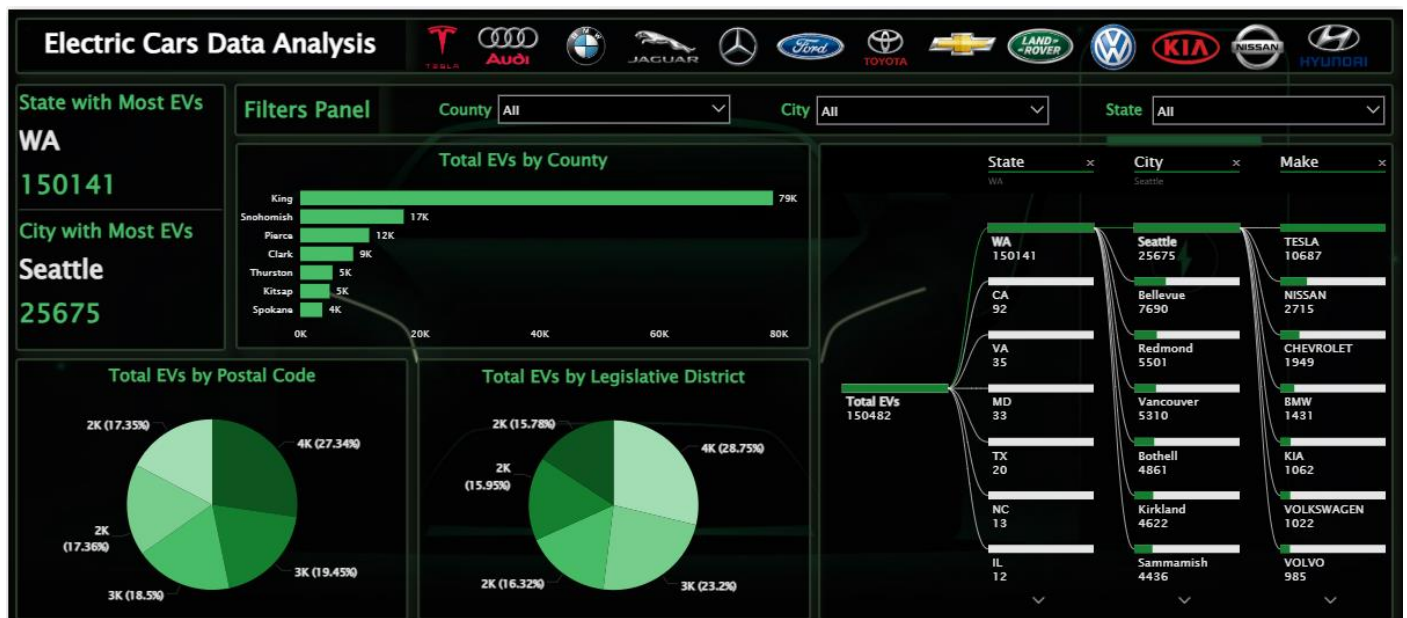 Electric Cars Data Analysis
TESLA
Audi
BMW
JAGUAR
Ford
TOYOTA
LAND-
-ROVER
KIA
NISSAN
HYUNDAI
State with Most EVs
WA
150141
City with Most EVs
Seattle
25675
Filters Panel
County All
City All
State All
Total EVs by County
King 79K
Snohomish 17K
Pierce 12K
Clark 9K
Thurston 5K
Kitsap 5K
Spokane 4K
0K 20K 40K 60K 80K
Total EVs by Postal Code
2K (17.35%)
4K (27.34%)
2K
(17.36%)
3K (19.45%)
3K (18.5%)
Total EVs by Legislative District
2K (15.78%)
4K (28.75%)
2K
(15.95%)
2K (16.32%)
3K (23.2%)
State × City × Make ×
WA Seattle
Total EVs
150482
WA
150141
CA
92
VA
35
MD
33
TX
20
NC
13
IL
12
Seattle
25675
Bellevue
7690
Redmond
5501
Vancouver
5310
Bothell
4861
Kirkland
4622
Sammamish
4436
TESLA
10687
NISSAN
2715
CHEVROLET
1949
BMW
1431
KIA
1062
VOLKSWAGEN
1022
VOLVO
985